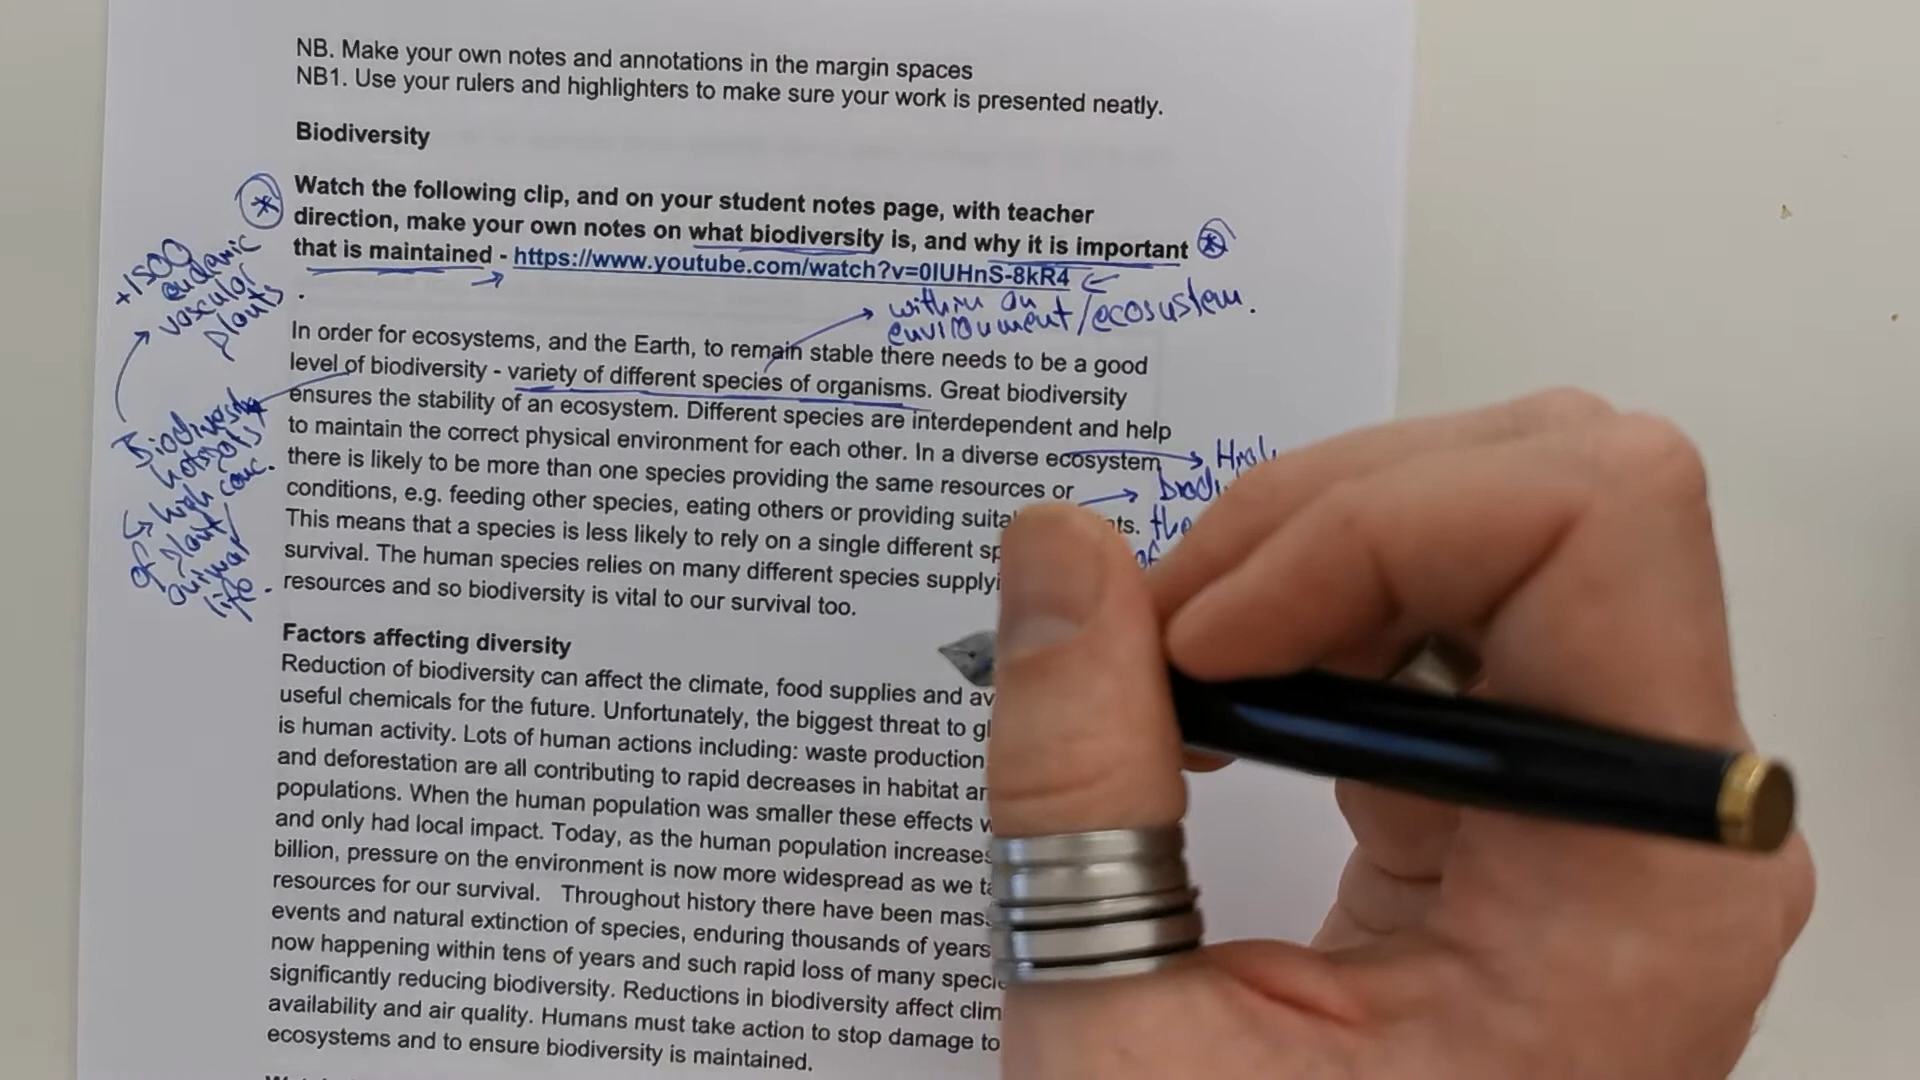 NB. Make your own notes and annotations in the margin spaces
NB1. Use your rulers and highlighters to make sure your work is presented neatly.
Biodiversity
Watch the following clip, and on your student notes page, with teacher
direction, make your own notes on what biodiversity is, and why it is important
that is maintained - https://www.youtube.com/watch?v=0IUHnS-8kR4
.
+1500
endemic
vascular
plants
within an
environment/ecosystem.
In order for ecosystems, and the Earth, to remain stable there needs to be a good
level of biodiversity - variety of different species of organisms. Great biodiversity
ensures the stability of an ecosystem. Different species are interdependent and help
to maintain the correct physical environment for each other. In a diverse ecosystem
there is likely to be more than one species providing the same resources or
conditions, e.g. feeding other species, eating others or providing
This means that a species is less likely to rely on a single different
survival. The human species relies on many different species
resources and so biodiversity is vital to our survival too.
hotspots
high conc.
of plant
animal
life.
the
of
Factors affecting diversity
Reduction of biodiversity can affect the climate, food supplies and
useful chemicals for the future. Unfortunately, the biggest threat to
is human activity. Lots of human actions including: waste production
and deforestation are all contributing to rapid decreases in habitat
populations. When the human population was smaller these effects
and only had local impact. Today, as the human population increases
billion, pressure on the environment is now more widespread as we
resources for our survival. Throughout history there have been
events and natural extinction of species, enduring thousands of years
now happening within tens of years and such rapid loss of many
significantly reducing biodiversity. Reductions in biodiversity affect
availability and air quality. Humans must take action to stop damage to
ecosystems and to ensure biodiversity is maintained.